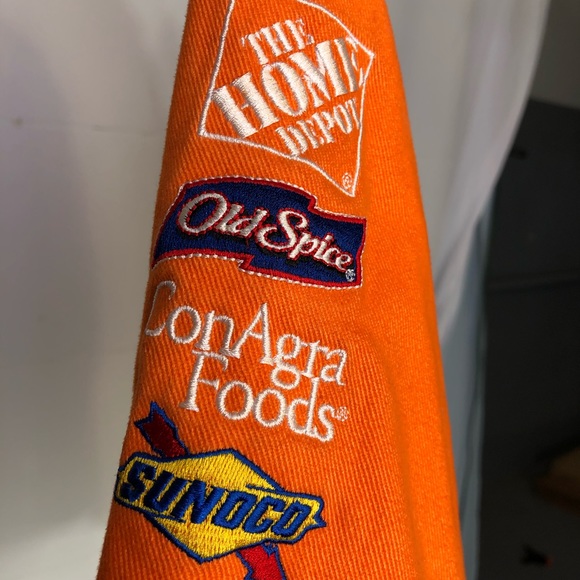 THE
HOME
DEPOT
®
Old Spice®
ConAgra
Foods®
SUNOCO